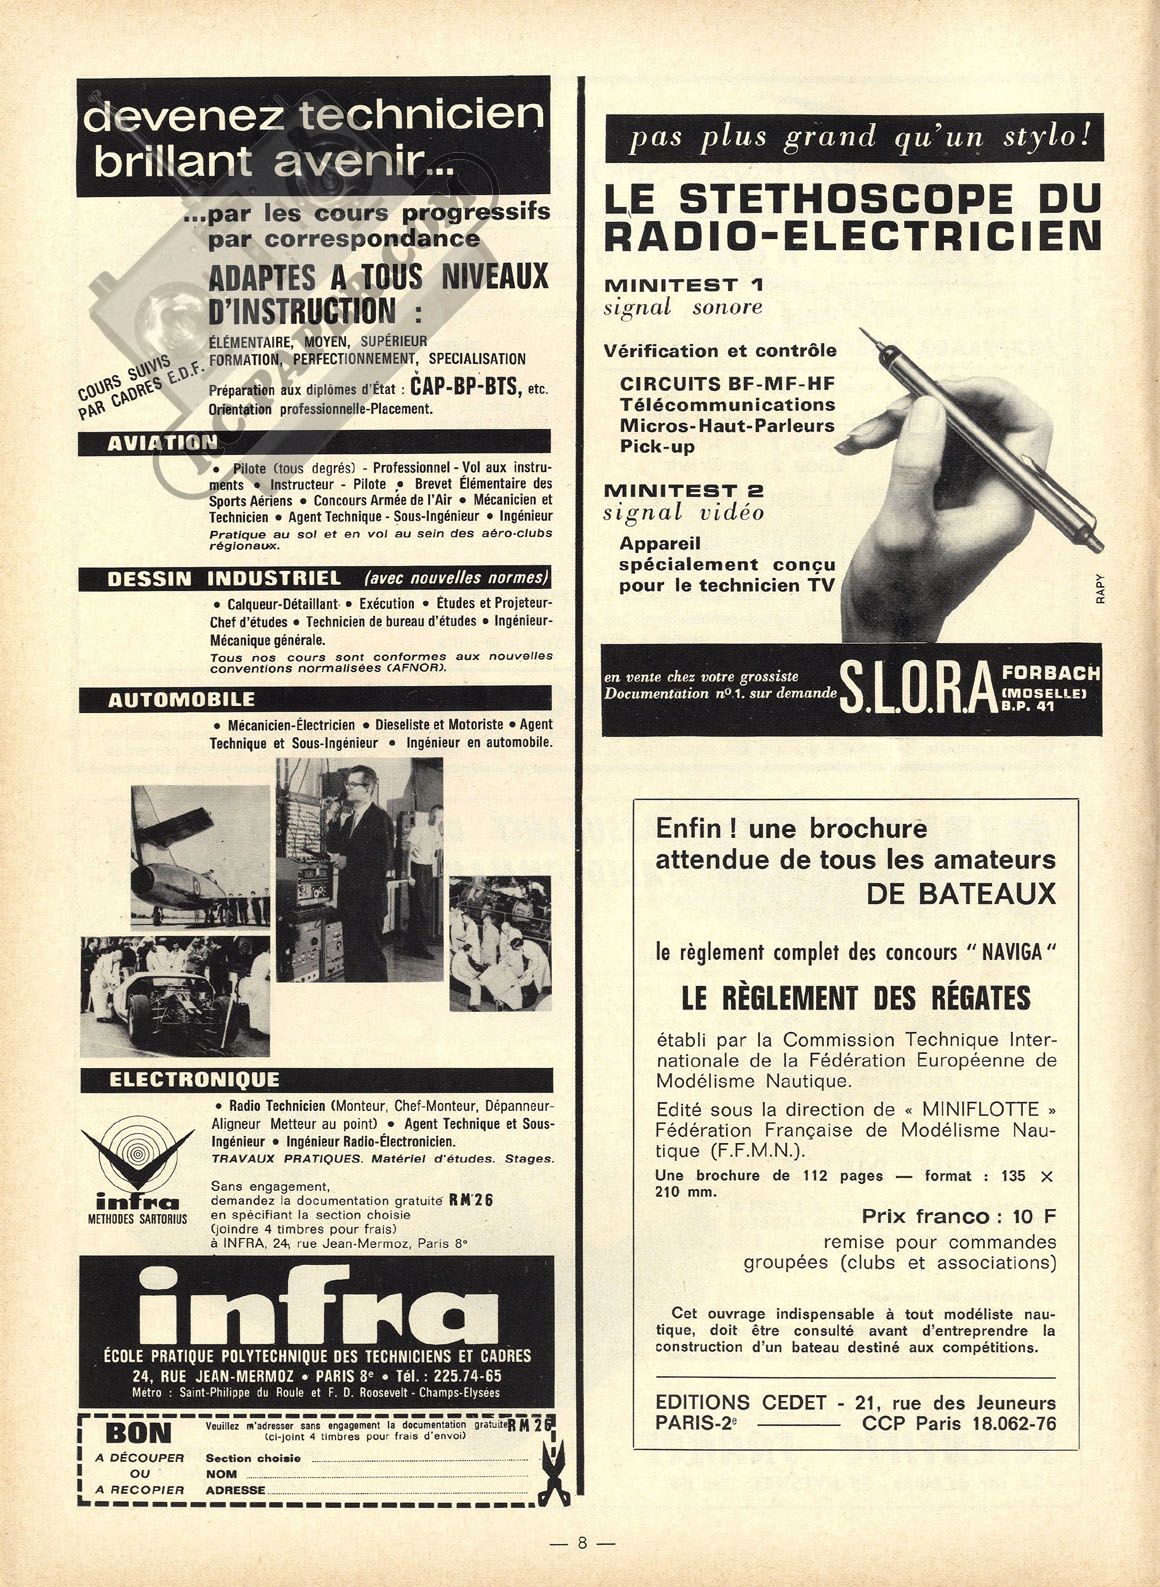 devenez technicien
brillant avenir...
...par les cours progressifs
par correspondance
ADAPTES A TOUS NIVEAUX
D'INSTRUCTION :
ÉLÉMENTAIRE, MOYEN, SUPÉRIEUR
FORMATION, PERFECTIONNEMENT, SPECIALISATION
COURS SUIVIS
PAR CADRES E.D.F.
Préparation aux diplômes d'État : CAP-BP-BTS, etc.
Orientation professionnelle-Placement.
AVIATION
• Pilote (tous degrés) - Professionnel - Vol aux instru-
ments • Instructeur - Pilote • Brevet Élémentaire des
Sports Aériens • Concours Armée de l'Air • Mécanicien et
Technicien • Agent Technique - Sous-Ingénieur • Ingénieur
Pratique au sol et en vol au sein des aéro-clubs
régionaux.
DESSIN INDUSTRIEL (avec nouvelles normes)
• Calqueur-Détaillant • Exécution • Études et Projeteur-
Chef d'études • Technicien de bureau d'études • Ingénieur-
Mécanique générale.
Tous nos cours sont conformes aux nouvelles
conventions normalisées (AFNOR).
AUTOMOBILE
• Mécanicien-Électricien • Dieseliste et Motoriste • Agent
Technique et Sous-Ingénieur • Ingénieur en automobile.
ELECTRONIQUE
• Radio Technicien (Monteur, Chef-Monteur, Dépanneur-
Aligneur Metteur au point) • Agent Technique et Sous-
Ingénieur • Ingénieur Radio-Électronicien.
TRAVAUX PRATIQUES. Matériel d'études. Stages.
infra
METHODES SARTORIUS
Sans engagement,
demandez la documentation gratuite RM 26
en spécifiant la section choisie
(joindre 4 timbres pour frais)
à INFRA, 24, rue Jean-Mermoz, Paris 8e
infra
ÉCOLE PRATIQUE POLYTECHNIQUE DES TECHNICIENS ET CADRES
24, RUE JEAN-MERMOZ • PARIS 8e • Tél. : 225.74-65
Metro : Saint-Philippe du Roule et F. D. Roosevelt - Champs-Elysées
BON
A DÉCOUPER
OU
A RECOPIER
Veuillez m'adresser sans engagement la documentation gratuite RM 26
(ci-joint 4 timbres pour frais d'envoi)
Section choisie
NOM
ADRESSE
pas plus grand qu'un stylo!
LE STETHOSCOPE DU
RADIO-ELECTRICIEN
MINITEST 1
signal sonore
Vérification et contrôle
CIRCUITS BF-MF-HF
Télécommunications
Micros-Haut-Parleurs
Pick-up
MINITEST 2
signal vidéo
Appareil
spécialement conçu
pour le technicien TV
RAPY
en vente chez votre grossiste
Documentation nº1. sur demande
S.L.O.R.A
FORBACH
(MOSELLE)
B.P. 41
Enfin ! une brochure
attendue de tous les amateurs
DE BATEAUX
le règlement complet des concours " NAVIGA "
LE RÈGLEMENT DES RÉGATES
établi par la Commission Technique Inter-
nationale de la Fédération Européenne de
Modélisme Nautique.
Edité sous la direction de « MINIFLOTTE »
Fédération Française de Modélisme Nau-
tique (F.F.M.N.).
Une brochure de 112 pages — format : 135 X
210 mm.
Prix franco : 10 F
remise pour commandes
groupées (clubs et associations)
Cet ouvrage indispensable à tout modéliste nau-
tique, doit être consulté avant d'entreprendre la
construction d'un bateau destiné aux compétitions.
EDITIONS CEDET - 21, rue des Jeuneurs
PARIS-2e ——— CCP Paris 18.062-76
— 8 —
RC-PAPER.COM